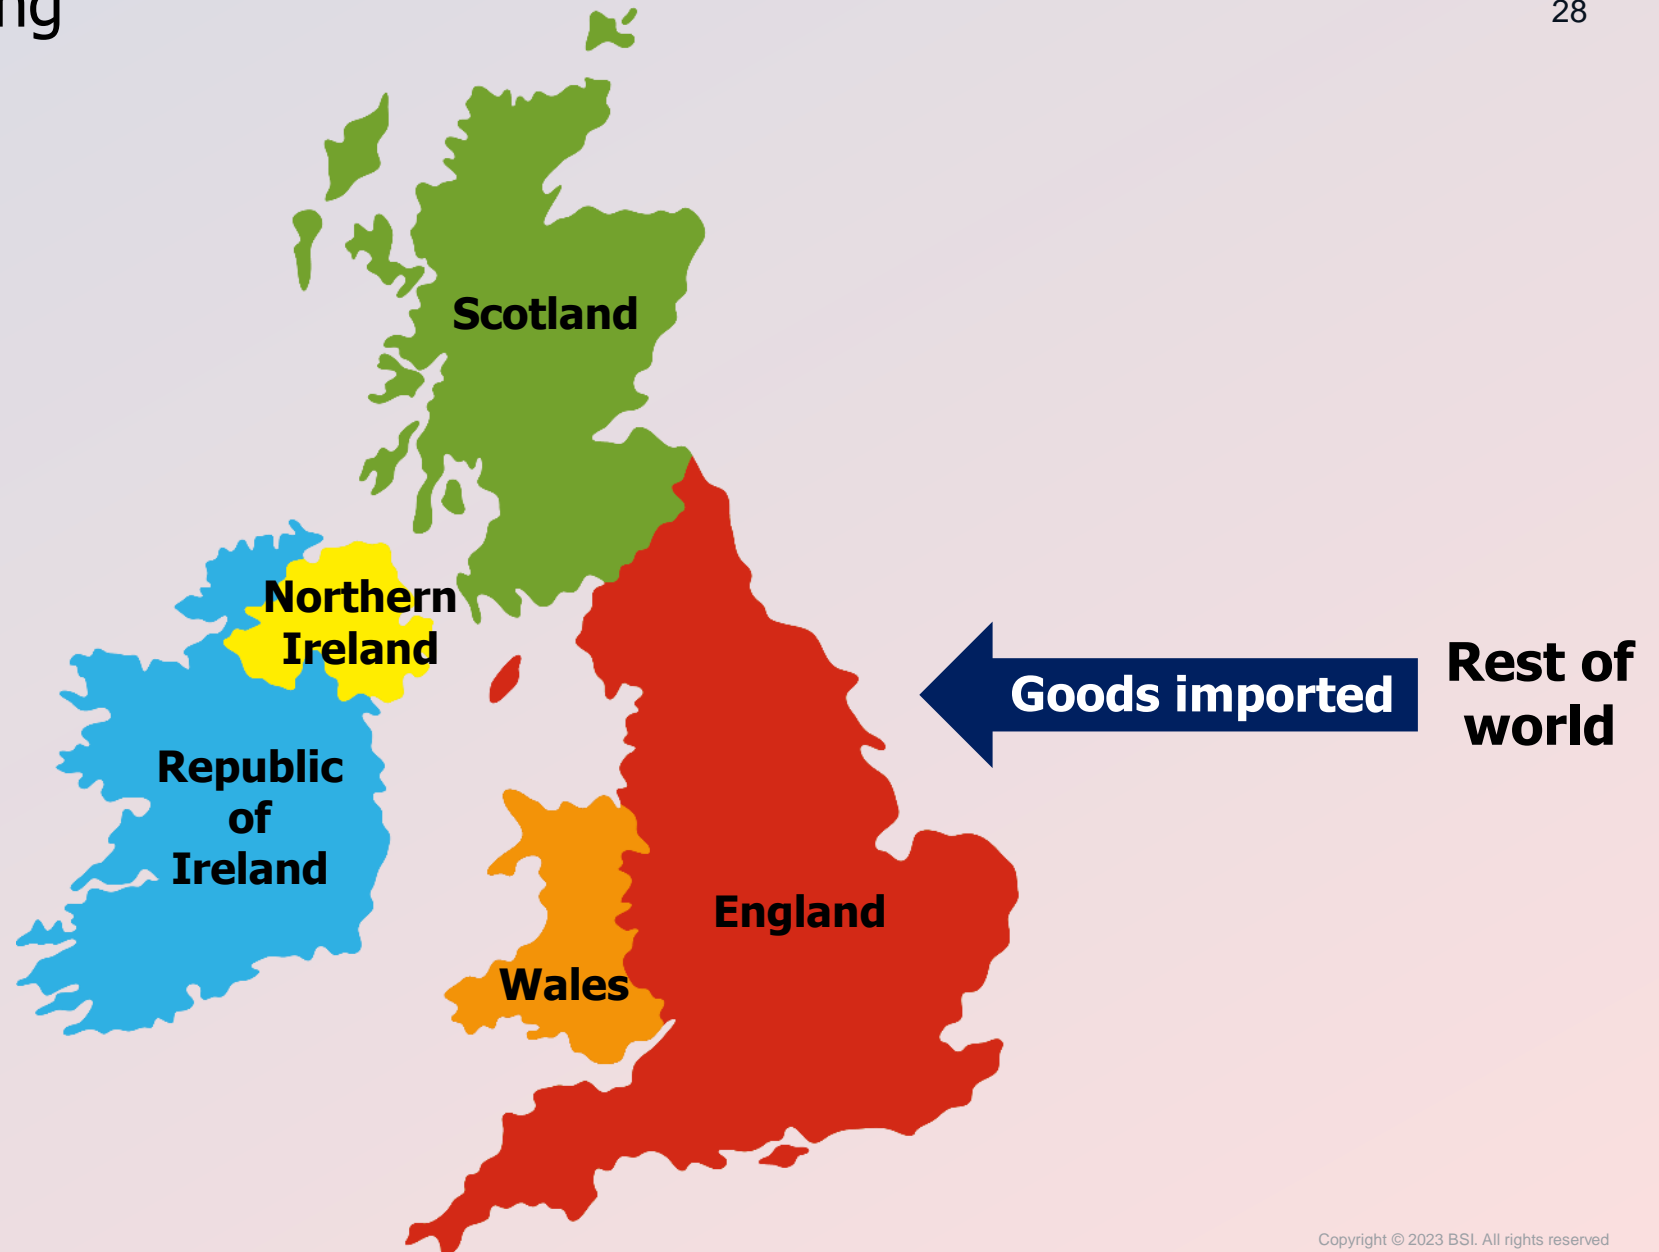 28
Scotland
Northern
Ireland
Goods imported
Rest of
world
Republic
of
Ireland
England
Wales
Copyright © 2023 BSI. All rights reserved